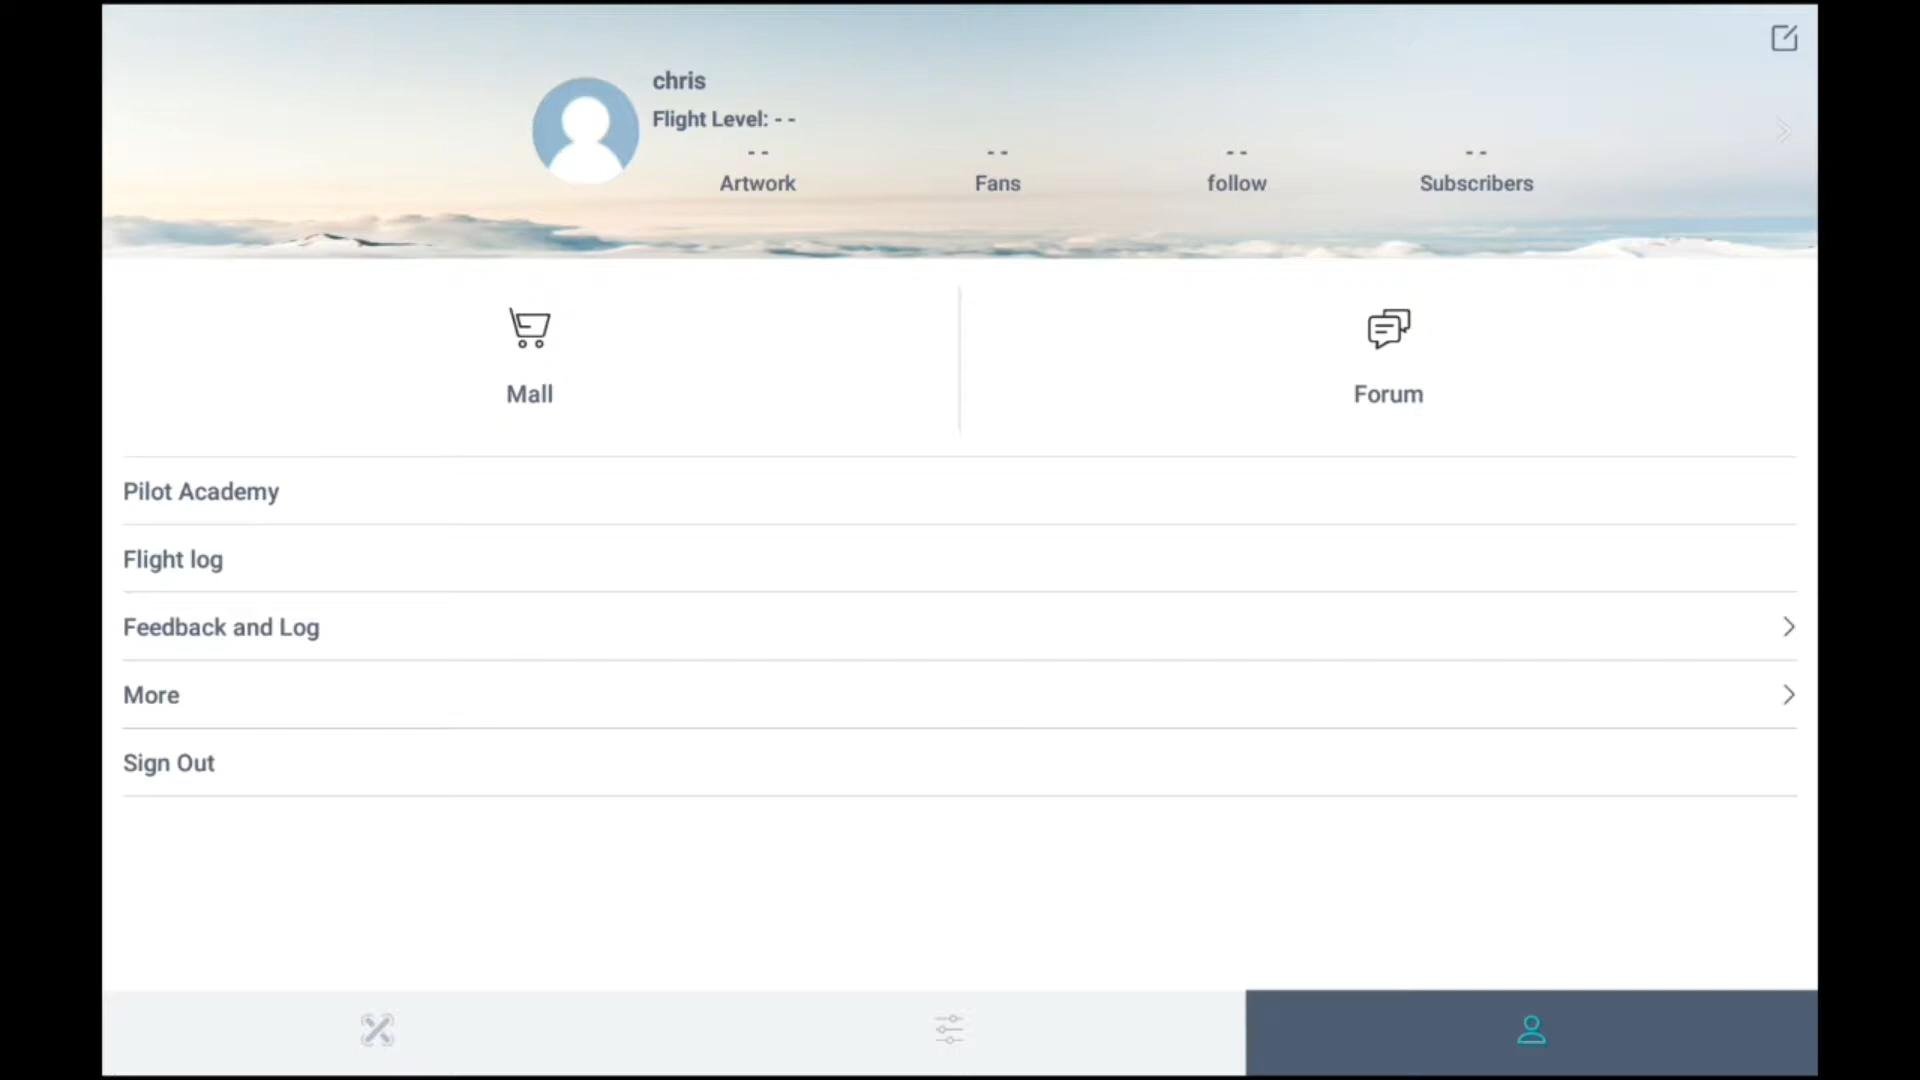 chris
Flight Level: - -
- - - - - - - -
Artwork Fans follow Subscribers
Mall Forum
Pilot Academy
Flight log
Feedback and Log
More
Sign Out